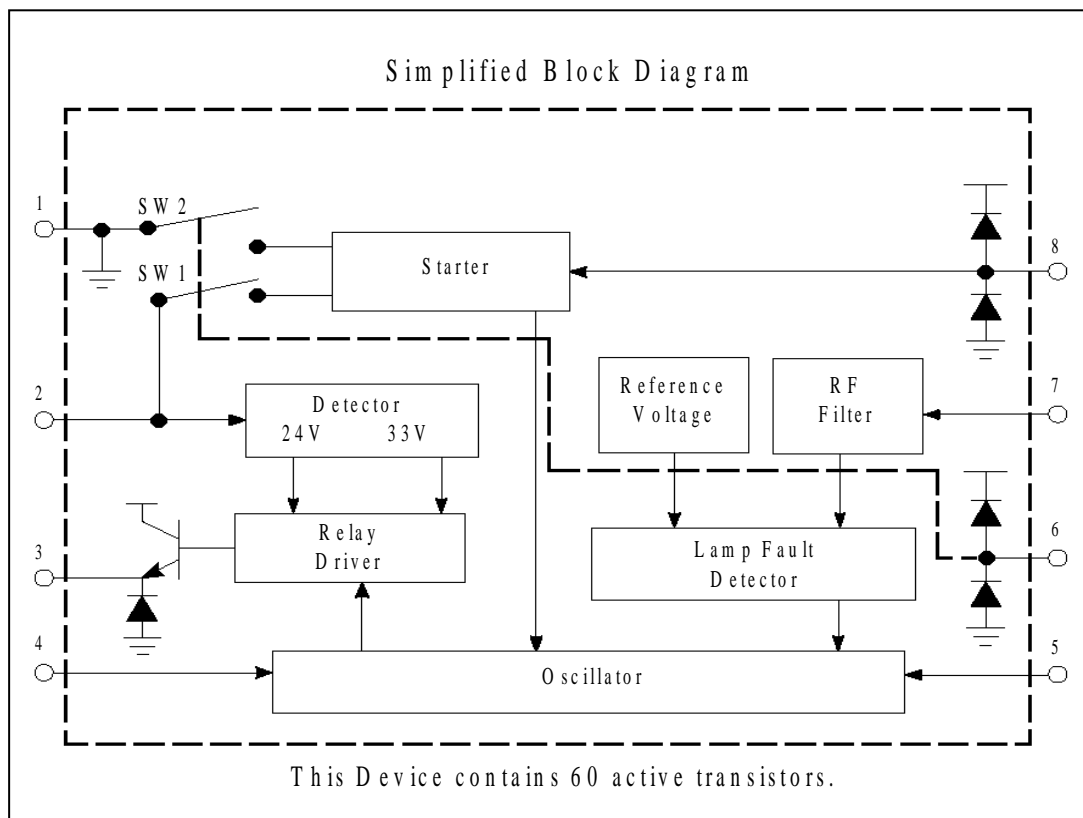 Simplified Block Diagram
1
SW2
SW1
Starter
8
2
Detector
24V 33V
Reference
Voltage
RF
Filter
7
3
Relay
Driver
Lamp Fault
Detector
6
4
Oscillator
5
This Device contains 60 active transistors.